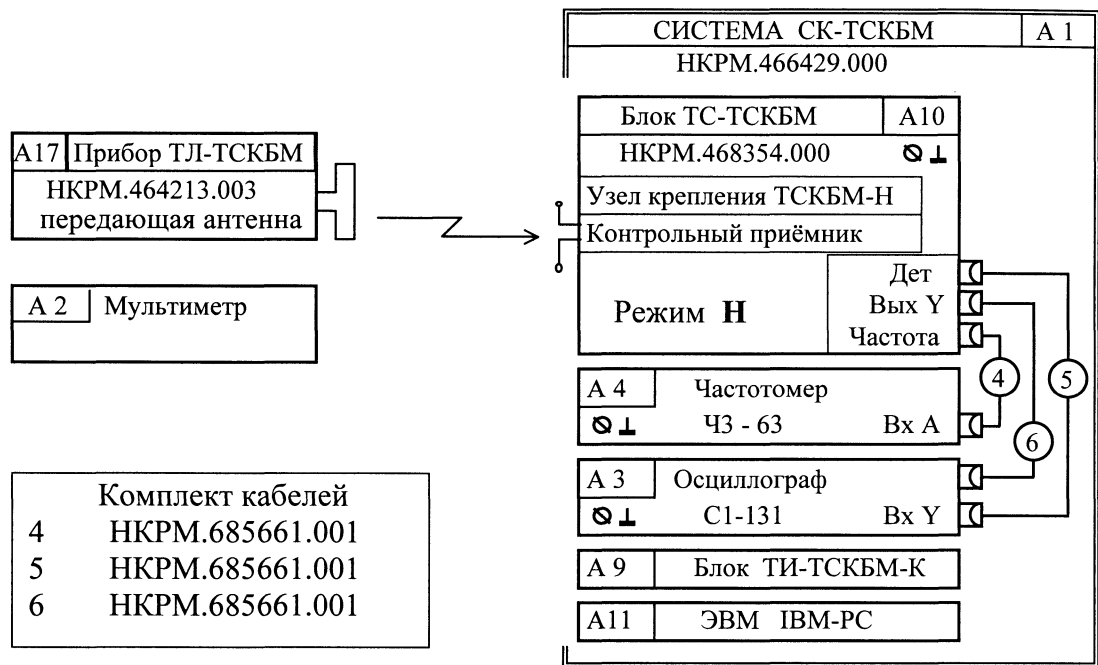 СИСТЕМА СК-ТСКБМ А 1
НКРМ.466429.000
Блок ТС-ТСКБМ А10
НКРМ.468354.000
Узел крепления ТСКБМ-Н
Контрольный приёмник
Дет
Режим Н
Вых Y
Частота
А17 Прибор ТЛ-ТСКБМ
НКРМ.464213.003
передающая антенна
А 2 Мультиметр
А 4 Частотомер
Ч3 - 63 Вх А
А 3 Осциллограф
С1-131 Вх Y
А 9 Блок ТИ-ТСКБМ-К
А11 ЭВМ IBM-PC
4
5
6
Комплект кабелей
4 НКРМ.685661.001
5 НКРМ.685661.001
6 НКРМ.685661.001